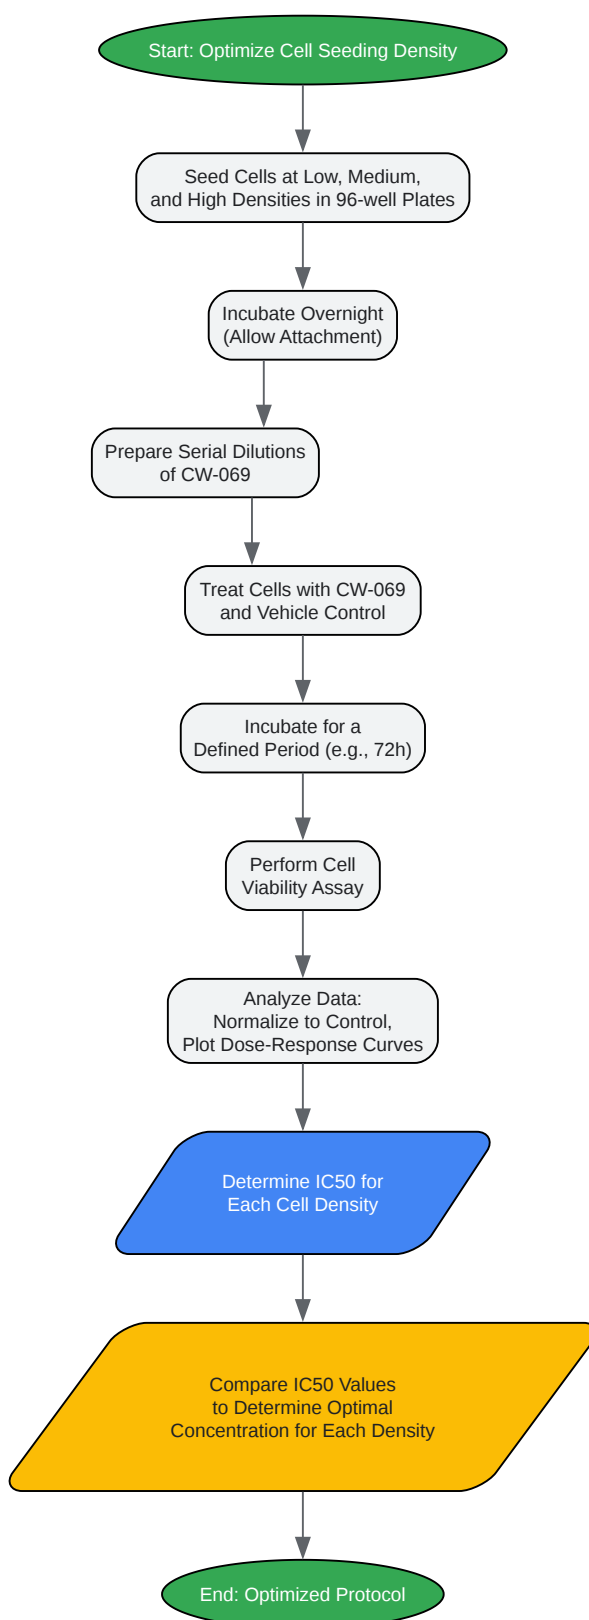 Start: Optimize Cell Seeding Density
Seed Cells at Low, Medium,
and High Densities in 96-well Plates
Incubate Overnight
(Allow Attachment)
Prepare Serial Dilutions
of CW-069
Treat Cells with CW-069
and Vehicle Control
Incubate for a
Defined Period (e.g., 72h)
Perform Cell
Viability Assay
Analyze Data:
Normalize to Control,
Plot Dose-Response Curves
Determine IC50 for
Each Cell Density
Compare IC50 Values
to Determine Optimal
Concentration for Each Density
End: Optimized Protocol